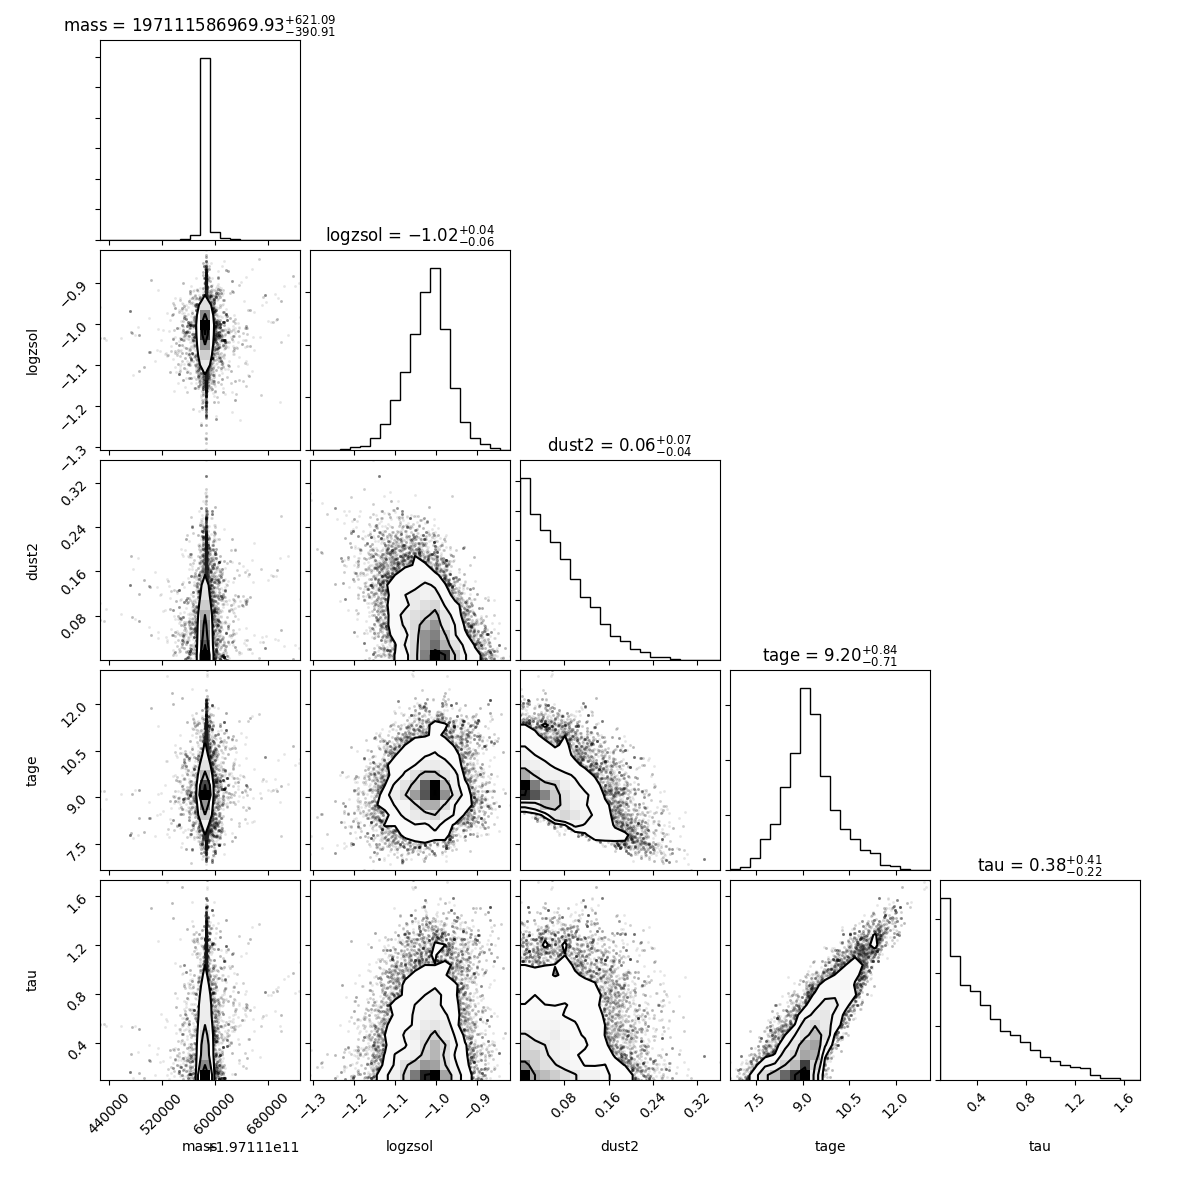 mass = 197111586969.93+621.09−390.91
logzsol = −1.02+0.04−0.06
−0.9
−1.0
−1.1
−1.2
−1.3
logzsol
dust2 = 0.06+0.07−0.04
0.32
0.24
0.16
0.08
dust2
tage = 9.20+0.84−0.71
12.0
10.5
9.0
7.5
tage
tau = 0.38+0.41−0.22
1.6
1.2
0.8
0.4
tau
440000 520000 600000 680000 −1.3 −1.2 −1.1 −1.0 −0.9 0.08 0.16 0.24 0.32 7.5 9.0 10.5 12.0 0.4 0.8 1.2 1.6
mass +1.97111e11 logzsol dust2 tage tau